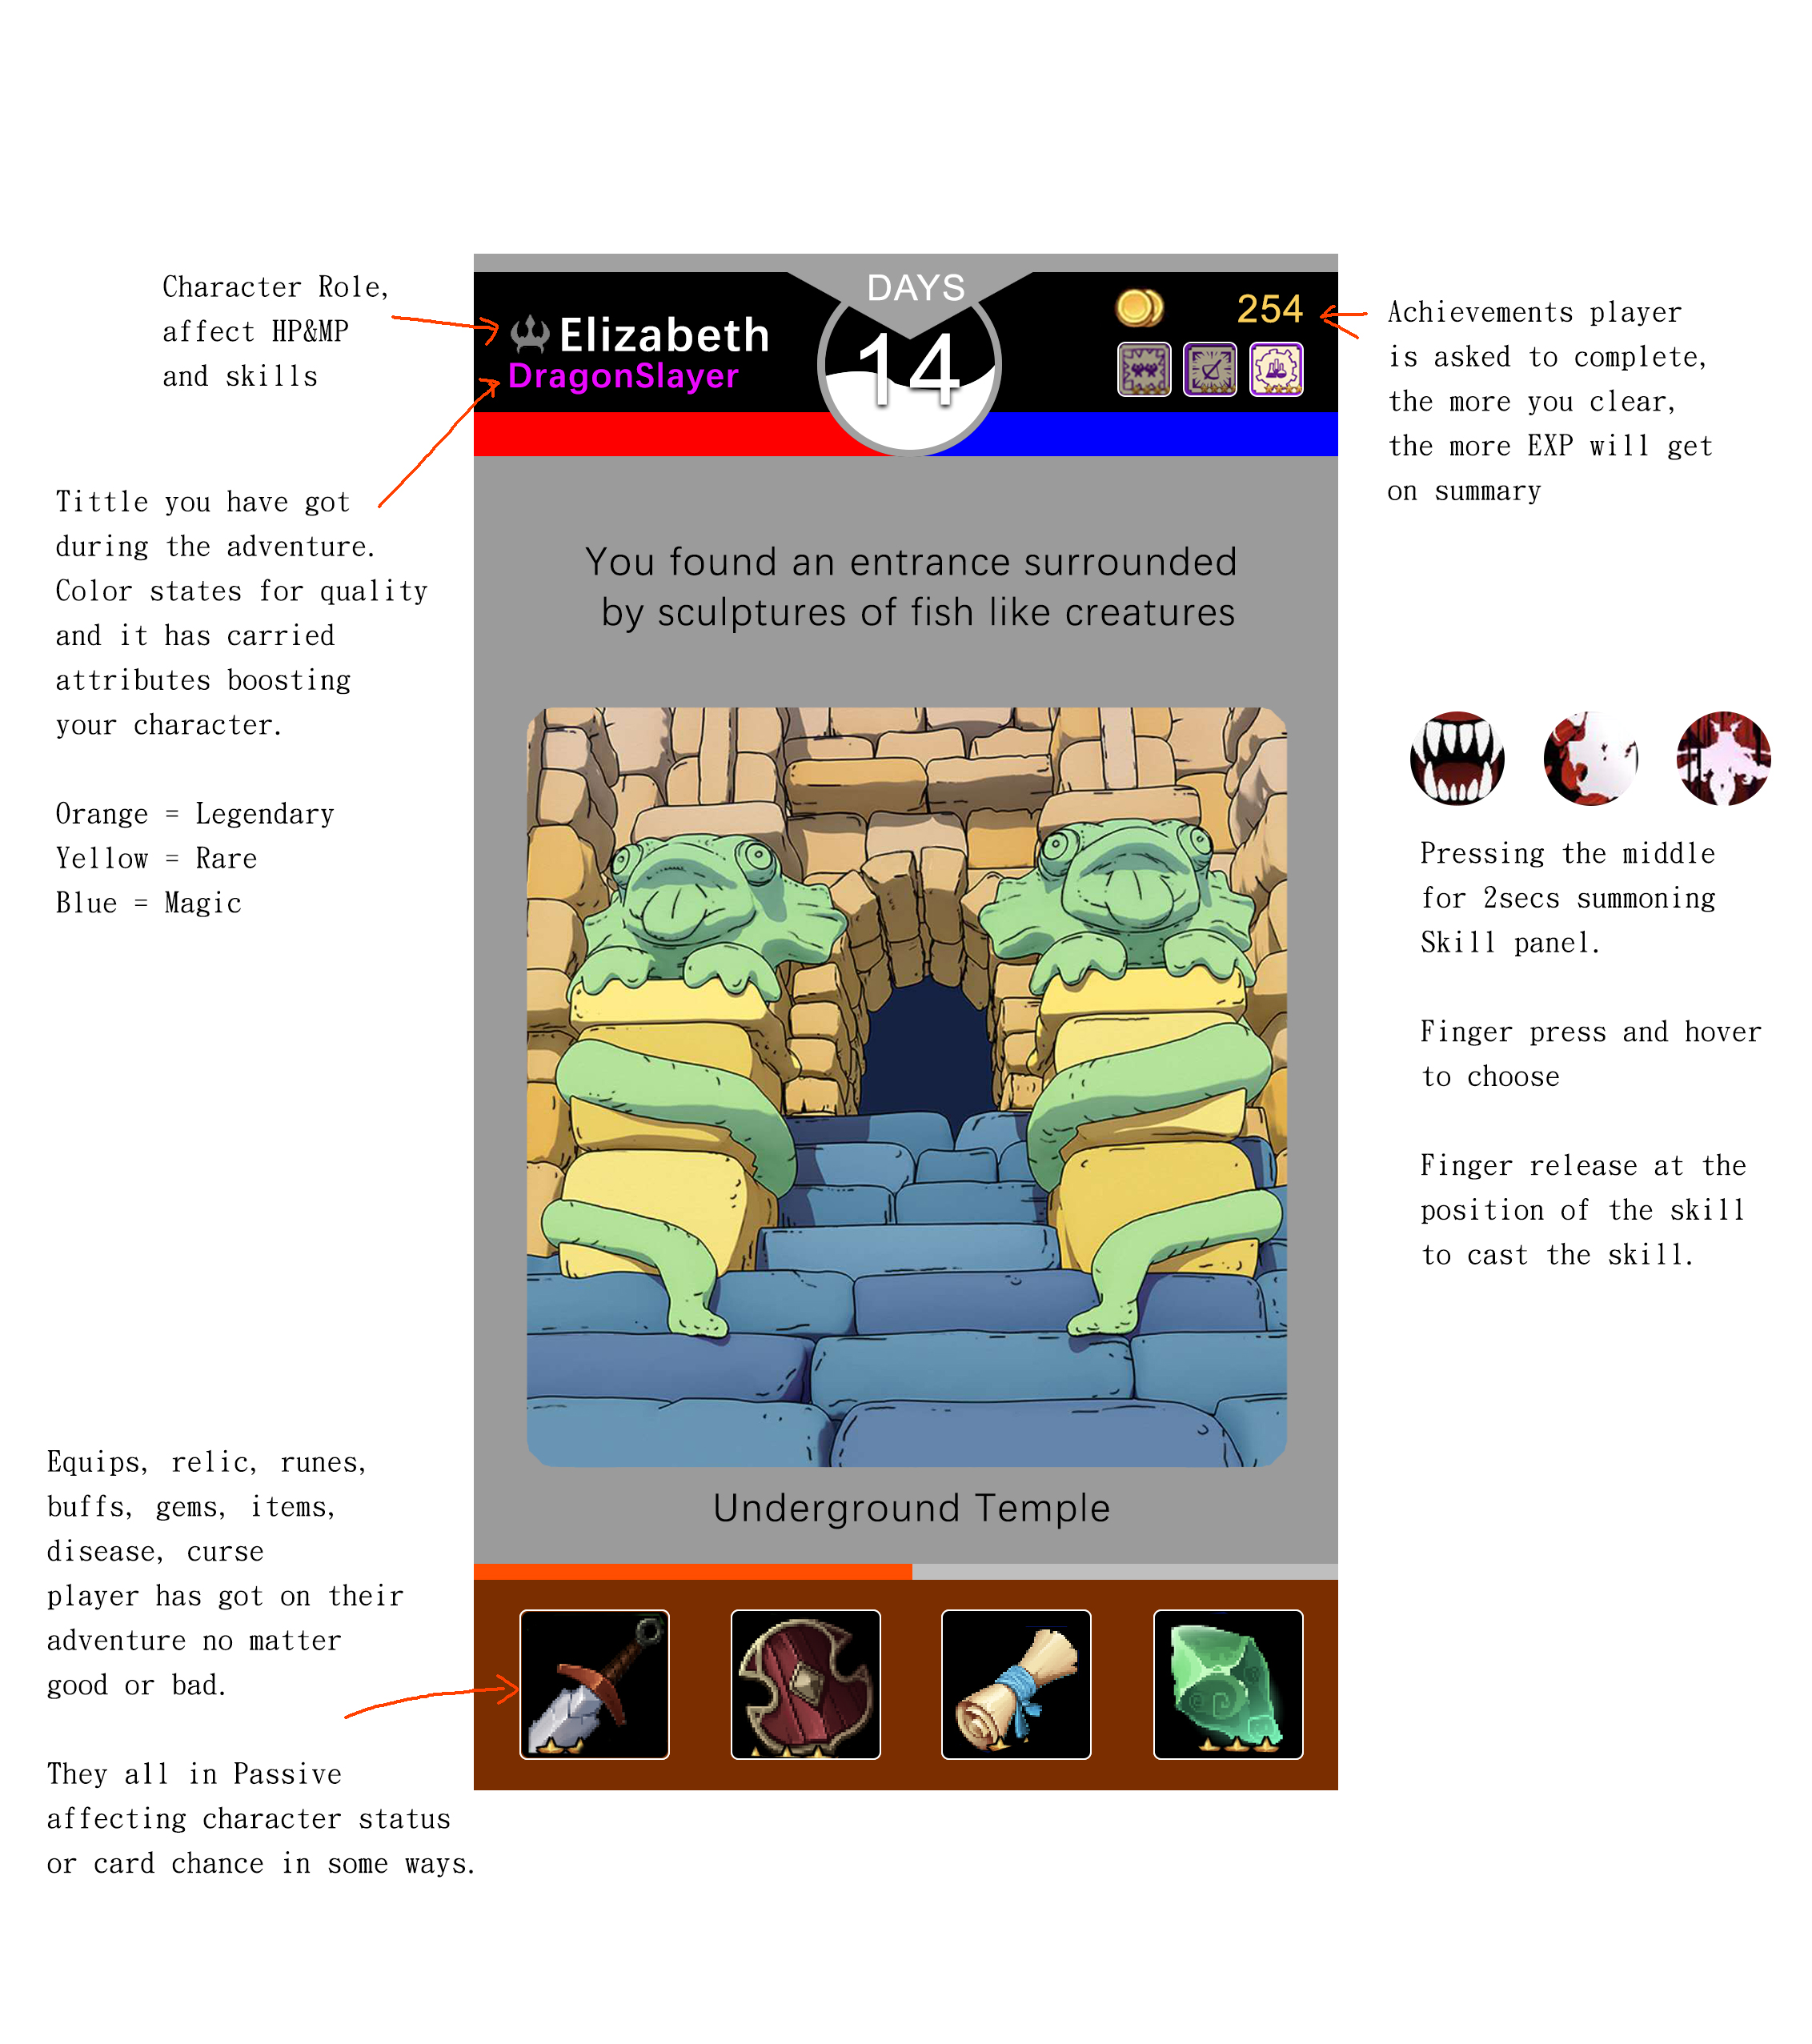 Character Role,
affect HP&MP
and skills
Tittle you have got
during the adventure.
Color states for quality
and it has carried
attributes boosting
your character.
Orange = Legendary
Yellow = Rare
Blue = Magic
Equips, relic, runes,
buffs, gems, items,
disease, curse
player has got on their
adventure no matter
good or bad.
They all in Passive
affecting character status
or card chance in some ways.
Elizabeth
DragonSlayer
DAYS
14
254
You found an entrance surrounded
by sculptures of fish like creatures
Underground Temple
Achievements player
is asked to complete,
the more you clear,
the more EXP will get
on summary
Pressing the middle
for 2secs summoning
Skill panel.
Finger press and hover
to choose
Finger release at the
position of the skill
to cast the skill.